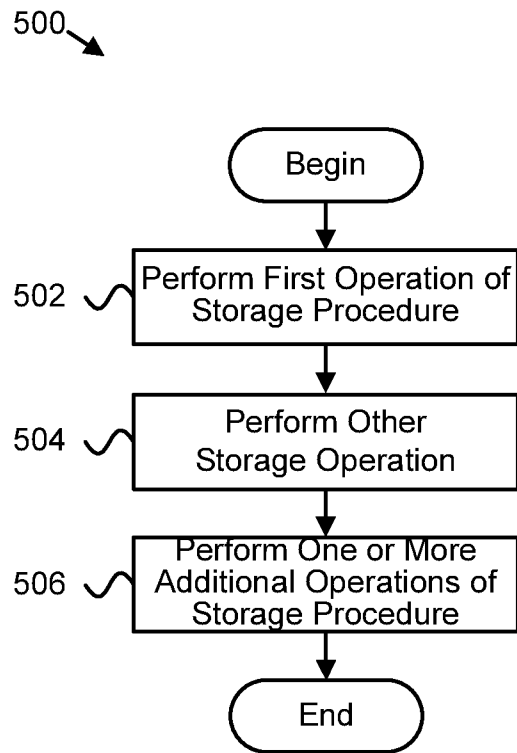 500
Begin
502
Perform First Operation of
Storage Procedure
504
Perform Other
Storage Operation
506
Perform One or More
Additional Operations of
Storage Procedure
End